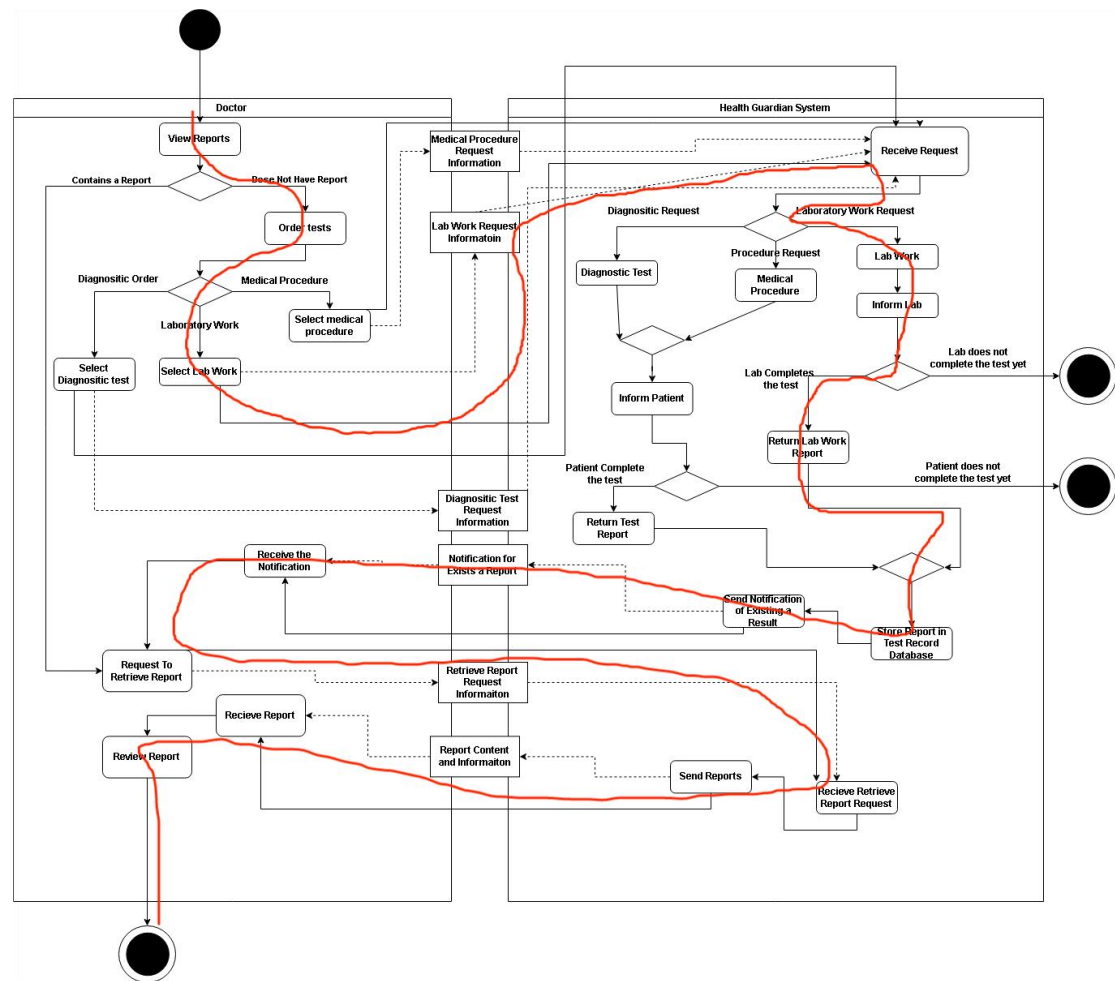 Doctor
Health Guardian System
View Reports
Contains a Report
Dose Not Have Report
Order tests
Diagnositic Order
Medical Procedure
Laboratory Work
Select medical
procedure
Select
Diagnostic test
Select Lab Work
Medical Procedure
Request
Information
Lab Work Request
Informatoin
Receive Request
Diagnositic Request
Laboratory Work Request
Procedure Request
Diagnostic Test
Medical
Procedure
Lab Work
Inform Lab
Lab does not
complete the test yet
Lab Completes
the test
Inform Patient
Return Lab Work
Report
Patient Complete
the test
Patient does not
complete the test yet
Return Test
Report
Diagnositic Test
Request
Information
Receive the
Notification
Notification for
Exists a Report
Send Notification
of Existing a
Result
Store Report in
Test Record
Database
Request To
Retrieve Report
Retrieve Report
Request
Informaiton
Recieve Report
Review Report
Report Content
and Informaiton
Send Reports
Recieve Retrieve
Report Request